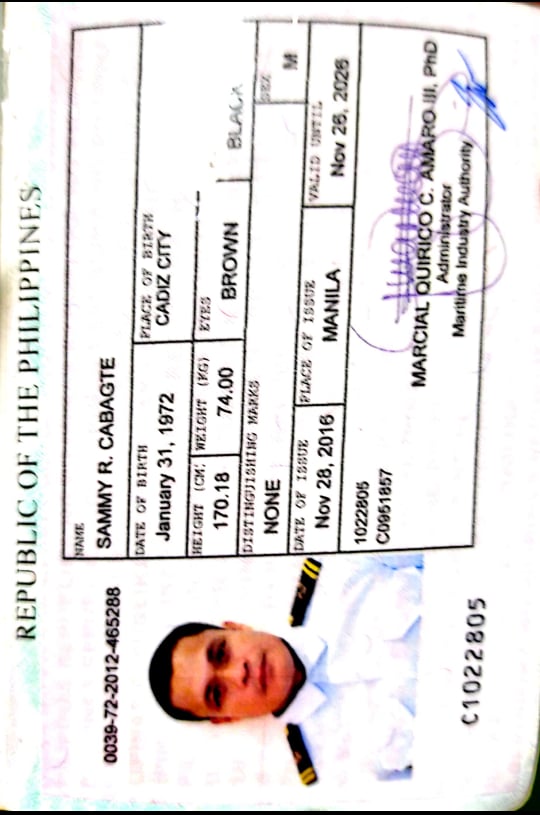 REPUBLIC OF THE PHILIPPINES
NAME
SAMMY R. CABAGTE
DATE OF BIRTH
January 31, 1972
PLACE OF BIRTH
CADIZ CITY
HEIGHT (CM)
170.18
WEIGHT (KG)
74.00
EYES
BROWN
BLACK
DISTINGUISHING MARKS
NONE
SEX
M
DATE OF ISSUE
Nov 28, 2016
PLACE OF ISSUE
MANILA
VALID UNTIL
Nov 26, 2026
1022805
C0951857
MARCIAL QUIRICO C. AMARO III, PhD
Administrator
Maritime Industry Authority
0039-72-2012-465288
C1022805